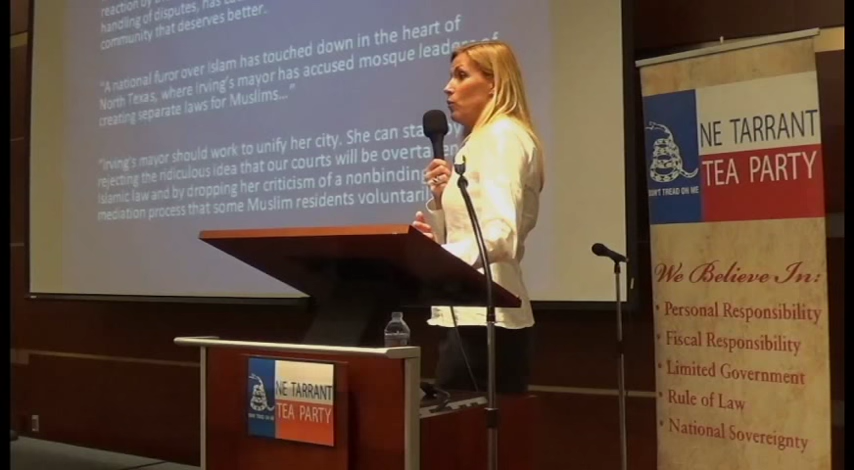 handling of disputes, has
community that deserves better.
"A national furor over Islam has touched down in the heart of
North Texas, where Irving's mayor has accused mosque leaders of
creating separate laws for Muslims..."
"Irving's mayor should work to unify her city. She can start
rejecting the ridiculous idea that our courts will be overtaken
Islamic law and by dropping her criticism of a nonbinding
mediation process that some Muslim residents voluntarily
DON'T TREAD ON ME
NE TARRANT
TEA PARTY
We Believe In:
• Personal Responsibility
• Fiscal Responsibility
• Limited Government
• Rule of Law
• National Sovereignty
NE TARRANT
TEA PARTY